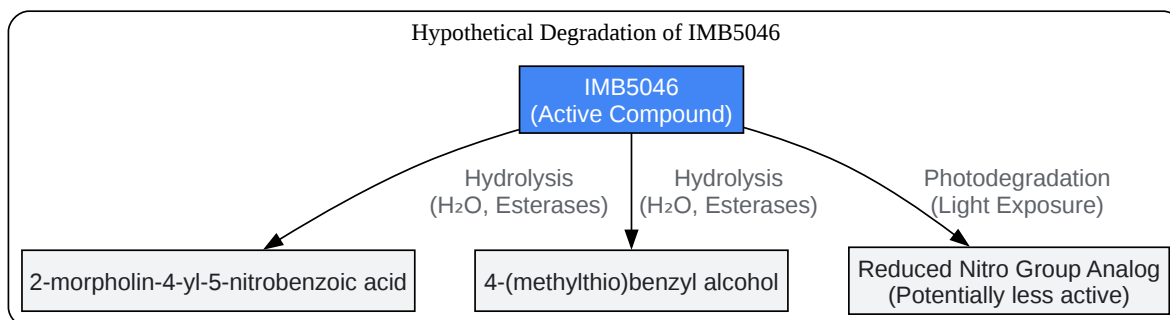 Hypothetical Degradation of IMB5046
IMB5046
(Active Compound)
Hydrolysis
(H₂O, Esterases)
Hydrolysis
(H₂O, Esterases)
Photodegradation
(Light Exposure)
2-morpholin-4-yl-5-nitrobenzoic acid
4-(methylthio)benzyl alcohol
Reduced Nitro Group Analog
(Potentially less active)